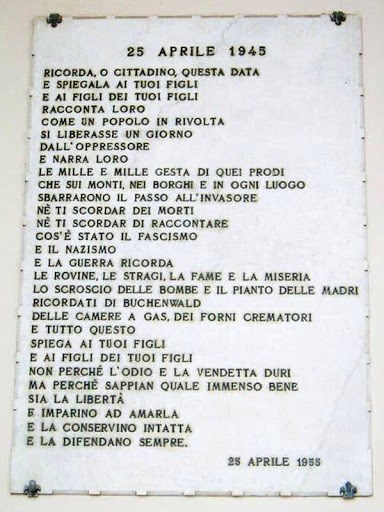 25 APRILE 1945
RICORDA, O CITTADINO, QUESTA DATA
E SPIEGALA AI TUOI FIGLI
E AI FIGLI DEI TUOI FIGLI
RACCONTA LORO
COME UN POPOLO IN RIVOLTA
SI LIBERASSE UN GIORNO
DALL'OPPRESSORE
E NARRA LORO
LE MILLE E MILLE GESTA DI QUEI PRODI
CHE SUI MONTI, NEI BORGHI E IN OGNI LUOGO
SBARRARONO IL PASSO ALL'INVASORE
NÈ TI SCORDAR DEI MORTI
NÈ TI SCORDAR DI RACCONTARE
COS'È STATO IL FASCISMO
E IL NAZISMO
E LA GUERRA RICORDA
LE ROVINE, LE STRAGI, LA FAME E LA MISERIA
LO SCROSCIO DELLE BOMBE E IL PIANTO DELLE MADRI
RICORDATI DI BUCHENWALD
DELLE CAMERE A GAS, DEI FORNI CREMATORI
E TUTTO QUESTO
SPIEGA AI TUOI FIGLI
E AI FIGLI DEI TUOI FIGLI
NON PERCHÉ L'ODIO E LA VENDETTA DURI
MA PERCHÉ SAPPIAN QUALE IMMENSO BENE
SIA LA LIBERTÀ
E IMPARINO AD AMARLA
E LA CONSERVINO INTATTA
E LA DIFENDANO SEMPRE.
25 APRILE 1955